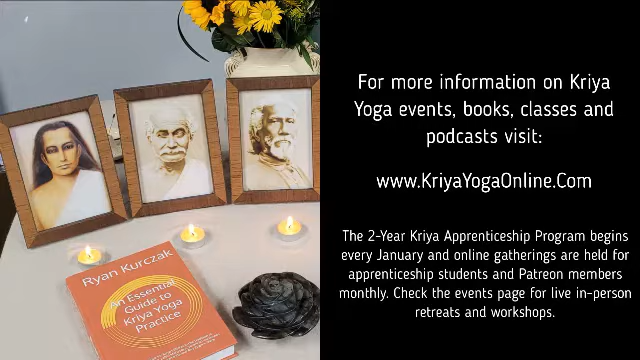 For more information on Kriya
Yoga events, books, classes and
podcasts visit:
www.KriyaYogaOnline.Com
The 2-Year Kriya Apprenticeship Program begins
every January and online gatherings are held for
apprenticeship students and Patreon members
monthly. Check the events page for live in-person
retreats and workshops.
Ryan Kurczak
An Essential
Guide to
Kriya Yoga
Practice